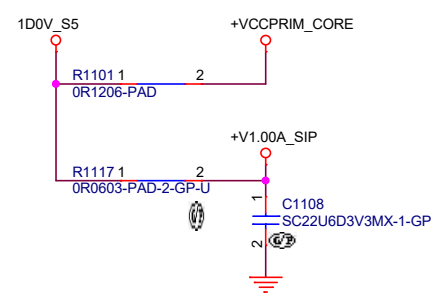 1D0V_S5
+VCCPRIM_CORE
R1101 1 2
0R1206-PAD
+V1.00A_SIP
R1117 1 2
0R0603-PAD-2-GP-U
G/P
1
C1108
SC22U6D3V3MX-1-GP
2
G/P